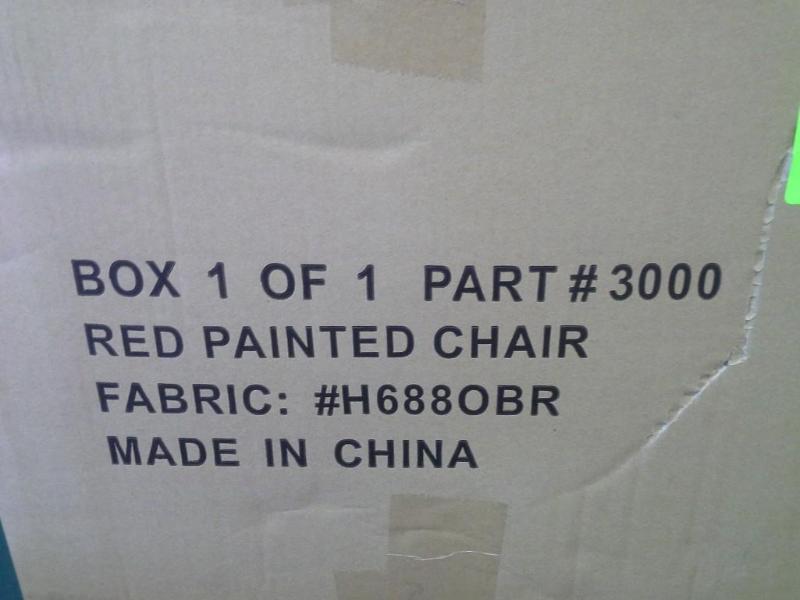 BOX 1 OF 1 PART # 3000
RED PAINTED CHAIR
FABRIC: #H688OBR
MADE IN CHINA